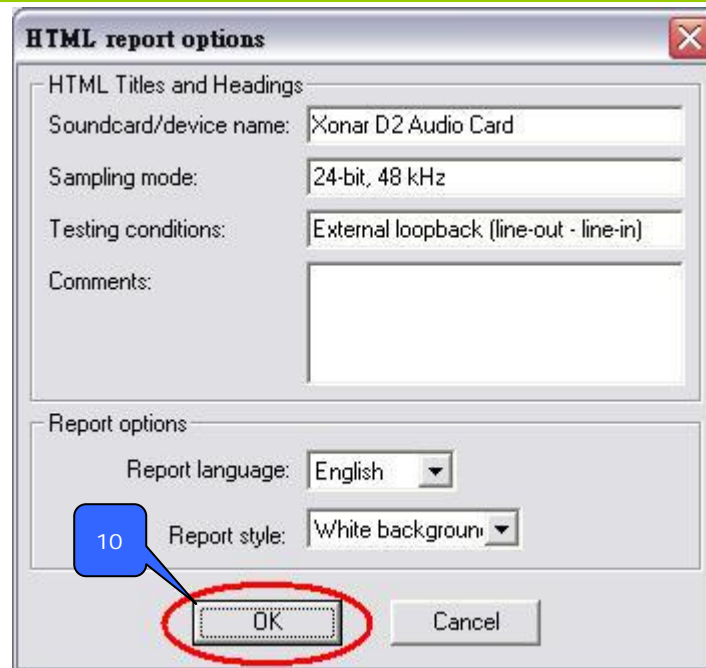 HTML report options
HTML Titles and Headings
Soundcard/device name: Xonar D2 Audio Card
Sampling mode: 24-bit, 48 kHz
Testing conditions: External loopback (line-out - line-in)
Comments:
Report options
Report language: English
Report style: White backgroun
10
OK Cancel